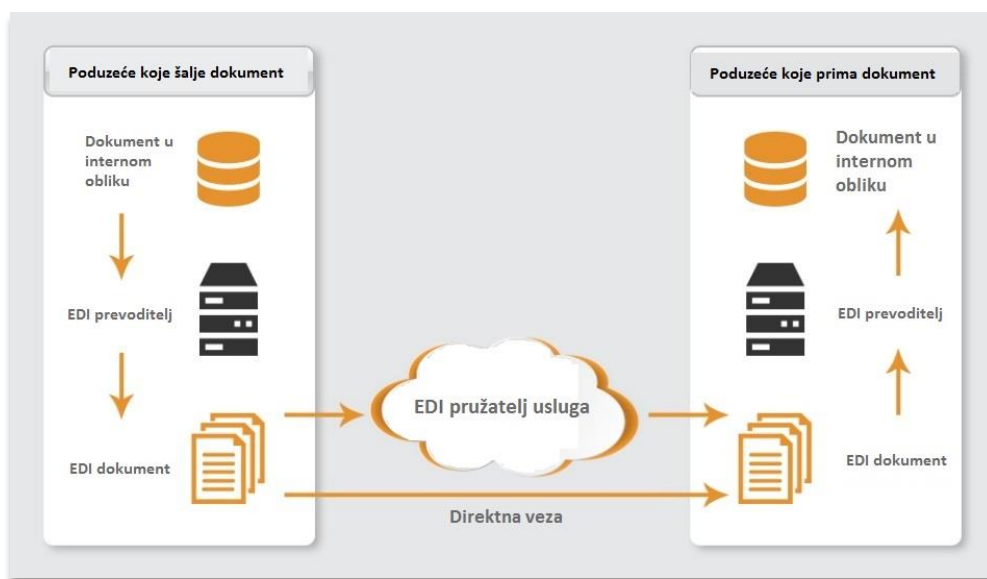 Poduzeće koje šalje dokument
Dokument u
internom
obliku
EDI prevoditelj
EDI dokument
EDI pružatelj usluga
Direktna veza
Poduzeće koje prima dokument
Dokument u
internom
obliku
EDI prevoditelj
EDI dokument